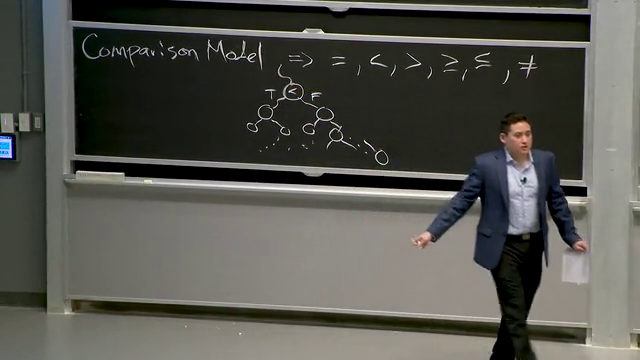 Comparison Model => =, <, >, ≥, ≤, ≠
T < F